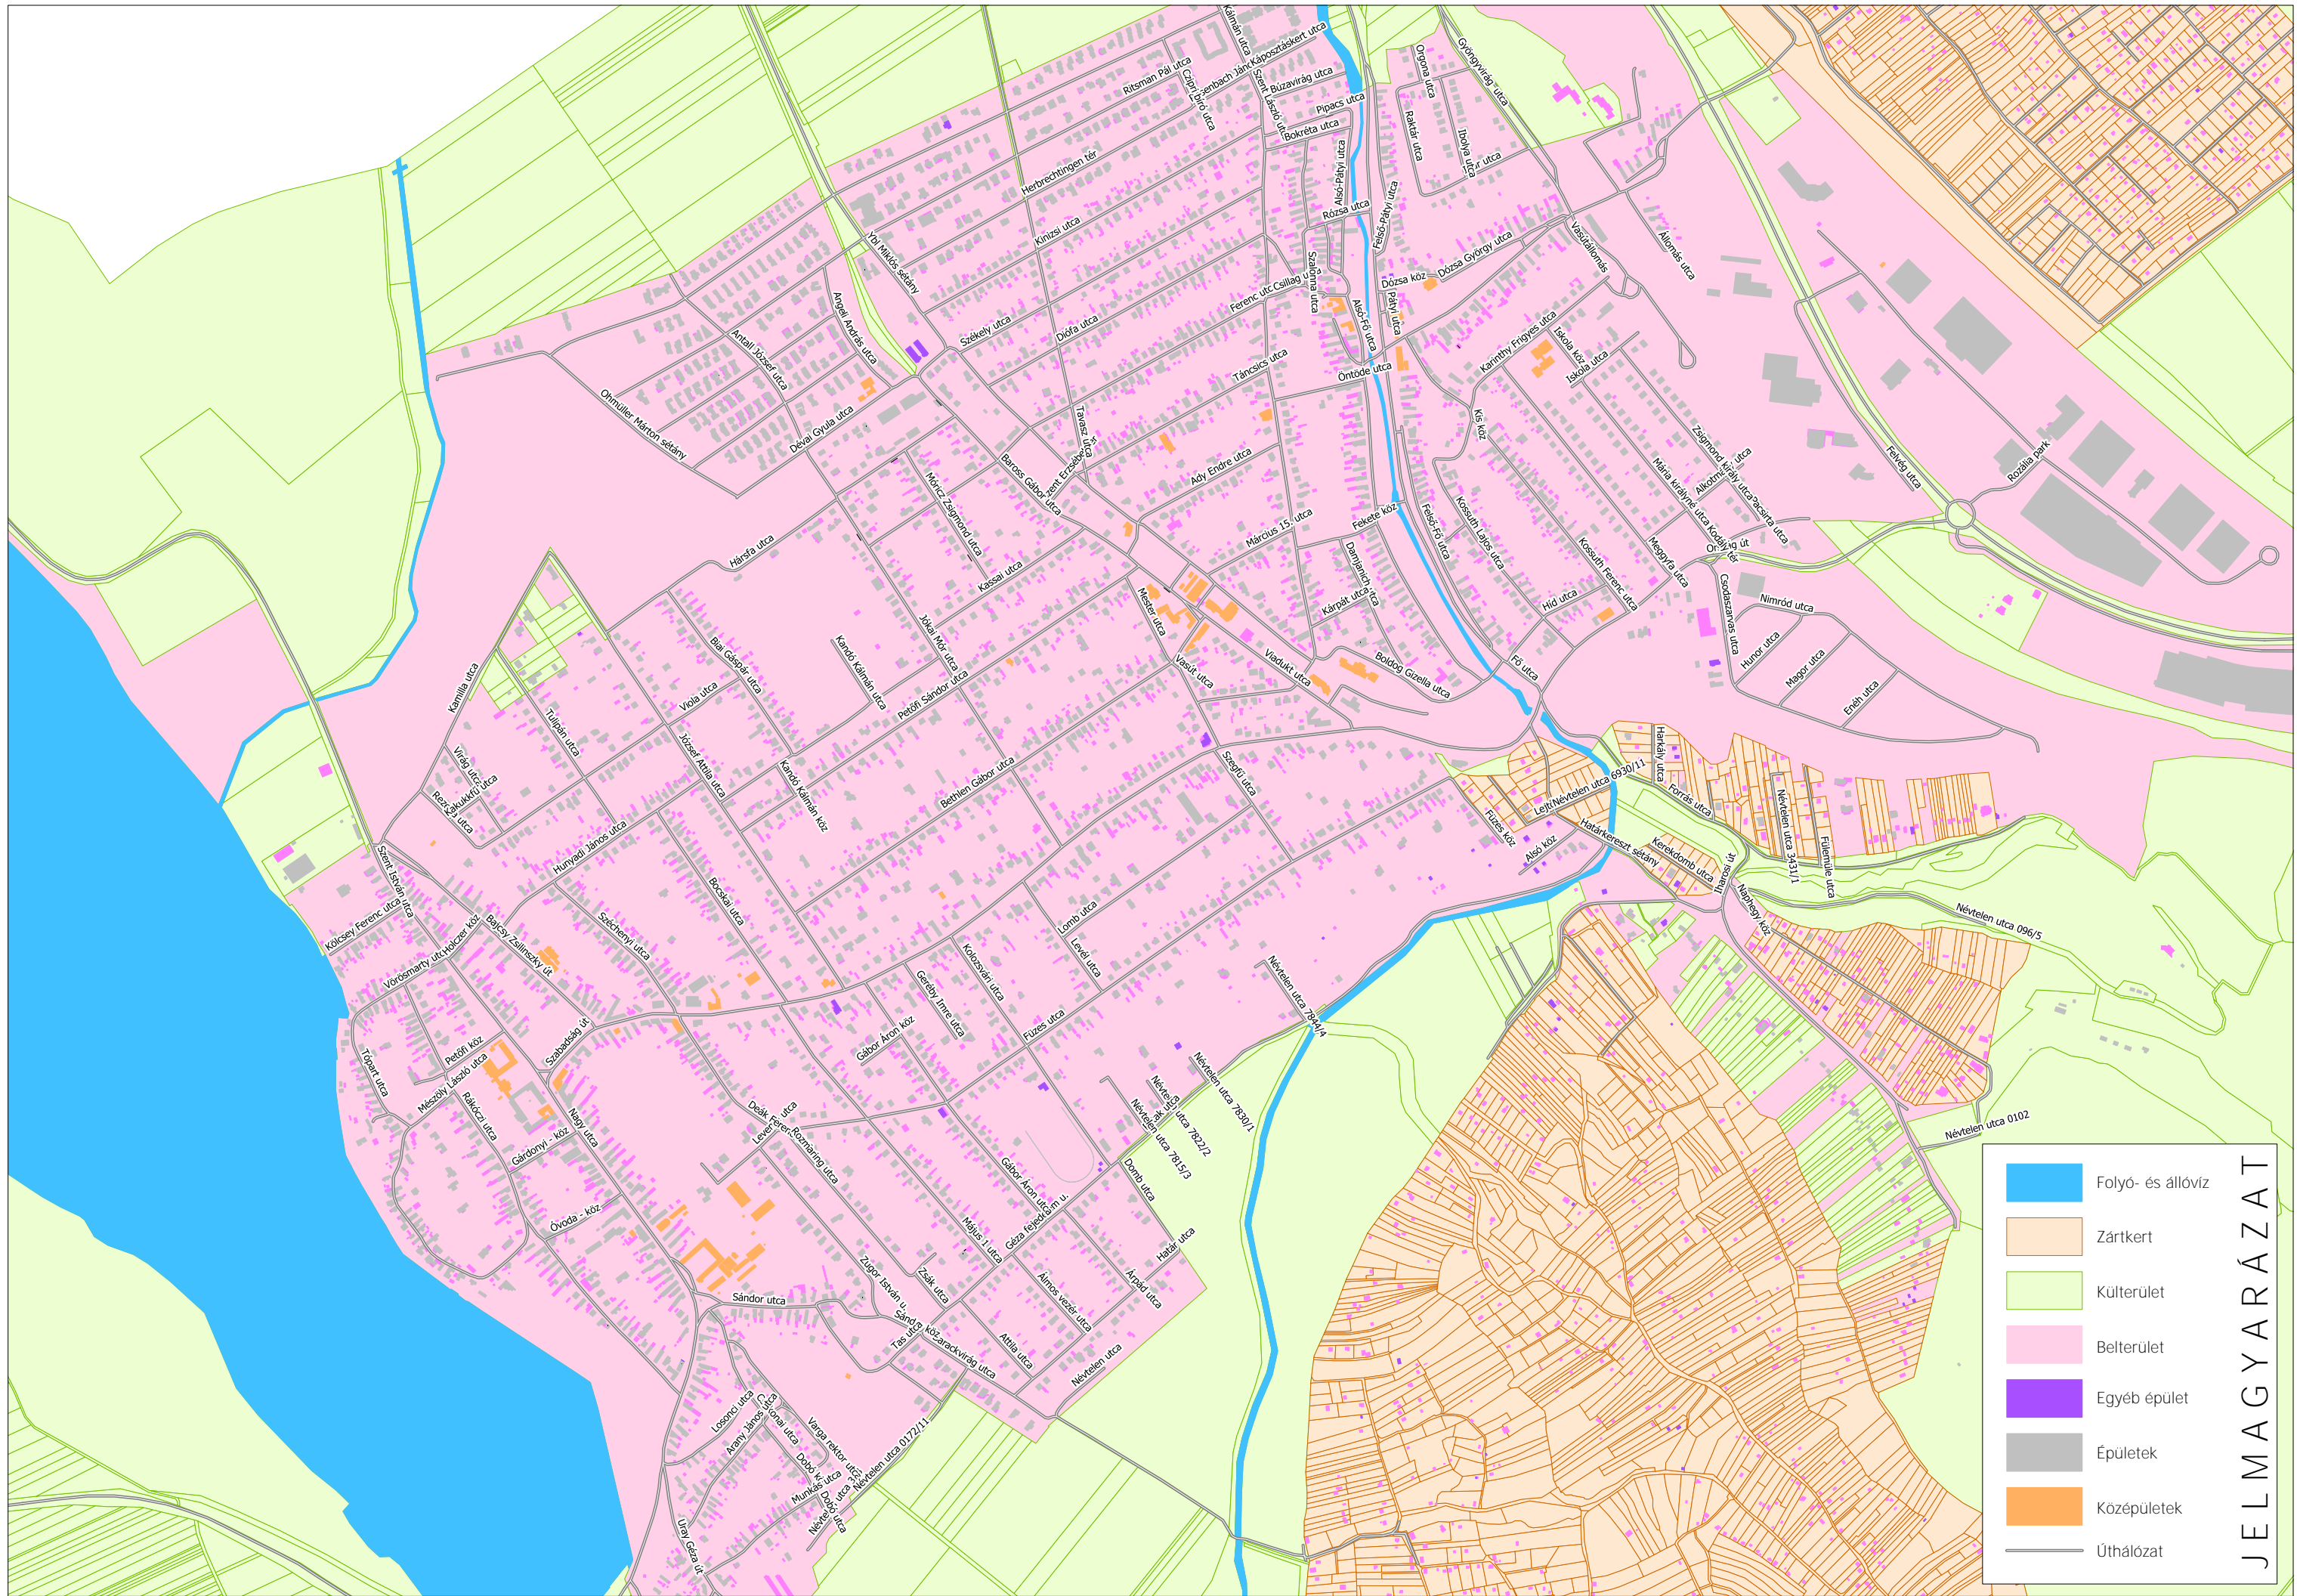 Kálmán utca
Káposztáskert utca
Ritsman Pál utca
Búzavirág utca
Pipacs utca
Bokréta utca
Orgona utca
Gyöngyvirág utca
Raktár utca
Ibolya utca
Herbrechtingen tér
Alsó-Pátyi utca
Rózsa utca
Felső-Pátyi utca
Kinizsi utca
Ybl Miklós sétány
Dózsa György utca
Vasútállomás
Állomás utca
Szalonna utca
Dózsa köz
Csillag
Angeli András utca
Székely utca
Diófa utca
Alsó-Fő utca
Pátyi utca
Antall József utca
Karinthy Frigyes utca
Iskola köz
Iskola utca
Táncsics utca
Öntöde utca
Ohmüller Márton sétány
Dévai Gyula utca
Tavasz utca
Kis köz
Baross Gábor utca
Ady Endre utca
Zsigmond király utca
Mária királyné utca
Felvég utca
Rozália park
Móricz Zsigmond utca
Március 15. utca
Fekete köz
Felső-Fő utca
Kossuth Lajos utca
Kossuth Ferenc utca
Meggyfa utca
Pacsirta utca
Kodály tér
Hársfa utca
Kassai utca
Mester utca
Damjanich utca
Kárpát utca
Híd utca
Csodaszarvas utca
Nimród utca
Hunor utca
Magor utca
Enéh utca
Biai Gáspár utca
Kandó Kálmán utca
Jókai Mór utca
Petőfi Sándor utca
Vasút utca
Viadukt utca
Boldog Gizella utca
Fő utca
Kamilla utca
Viola utca
Tulipán utca
József Attila utca
Virág utca
Kakukkfű utca
Kandó Kálmán köz
Bethlen Gábor utca
Szegfű utca
Harkály utca
Névtelen utca 6930/11
Forrás utca
Füzes köz
Alsó köz
Határkereszt sétány
Kerekdomb utca
Iharosi út
Névtelen utca 3431/1
Fülemüle utca
Naphegy köz
Névtelen utca 096/5
Hunyadi János utca
Szent István utca
Kölcsey Ferenc utca
Holczer köz
Vörösmarty
Bajcsy Zsilinszky út
Széchenyi utca
Bocskai utca
Lomb utca
Levél utca
Kolozsvári utca
Geréby Imre utca
Gábor Áron köz
Füzes utca
Névtelen utca 7844/4
Petőfi köz
Szabadság út
Tópart utca
Mészöly László utca
Rákóczi utca
Nagy utca
Gárdonyi - köz
Óvoda - köz
Rozmaring utca
Névtelen utca 7830/1
Névtelen utca 7822/2
Névtelen utca 7815/3
Névtelen utca 0102
Gábor Áron utca
Domb utca
Május 1 utca
Géza fejedelem u.
Határ utca
Árpád utca
Álmos vezér utca
Zsák utca
Zugor István u.
Sándor utca
Tas utca
Barackvirág utca
Attila utca
Névtelen utca
Losonci utca
Arany János utca
Varga rektor utca
Névtelen utca 0172/11
Munkás utca
Dobó utca
Uray Géza út
JELMAGYARÁZAT
Folyó- és állóvíz
Zártkert
Külterület
Belterület
Egyéb épület
Épületek
Középületek
Úthálózat